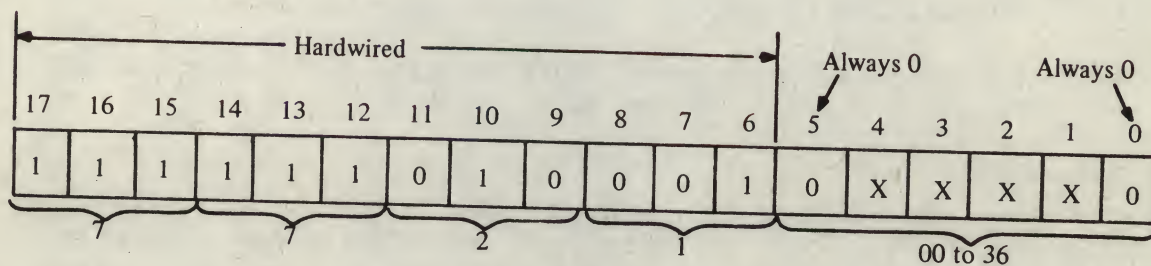 Hardwired
Always 0 Always 0
17 16 15 14 13 12 11 10 9 8 7 6 5 4 3 2 1 0
1 1 1 1 1 1 0 1 0 0 0 1 0 X X X X 0
7 7 2 1 00 to 36